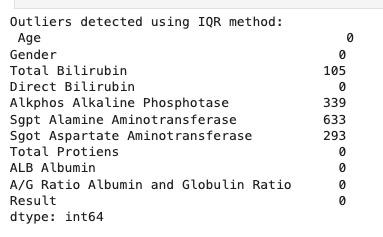 Outliers detected using IQR method:
Age 0
Gender 0
Total Bilirubin 105
Direct Bilirubin 0
Alkphos Alkaline Phosphotase 339
Sgpt Alamine Aminotransferase 633
Sgot Aspartate Aminotransferase 293
Total Protiens 0
ALB Albumin 0
A/G Ratio Albumin and Globulin Ratio 0
Result 0
dtype: int64